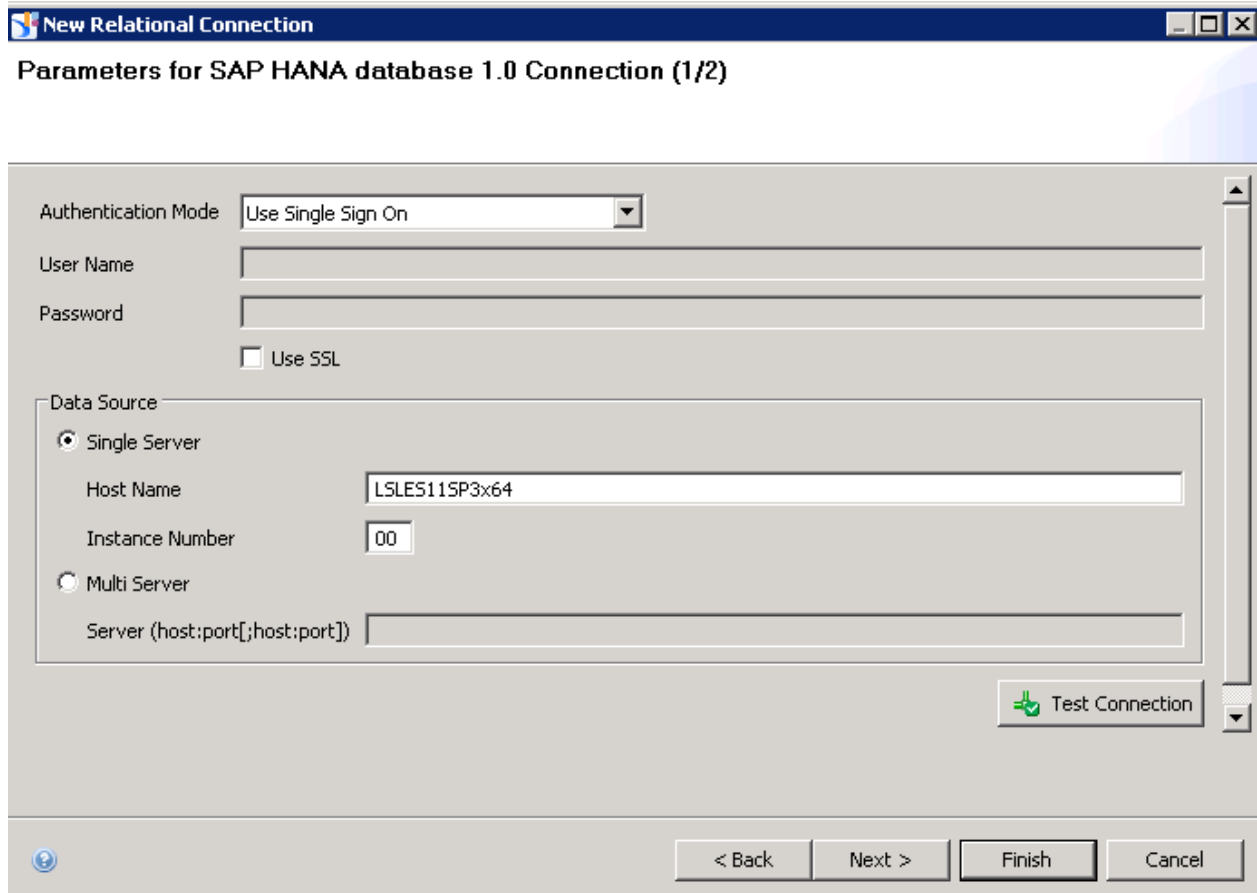 New Relational Connection
Parameters for SAP HANA database 1.0 Connection (1/2)
Authentication Mode Use Single Sign On
User Name
Password
Use SSL
Data Source
Single Server
Host Name LSLES11SP3x64
Instance Number 00
Multi Server
Server (host:port[;host:port])
Test Connection
< Back Next > Finish Cancel